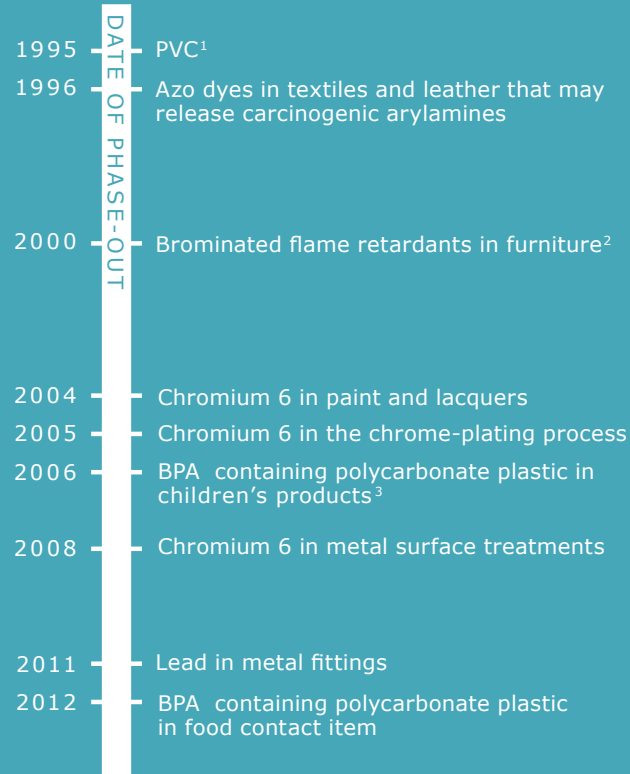 DATE OF PHASE-OUT
1995 PVC¹
1996 Azo dyes in textiles and leather that may
release carcinogenic arylamines
2000 Brominated flame retardants in furniture²
2004 Chromium 6 in paint and lacquers
2005 Chromium 6 in the chrome-plating process
2006 BPA containing polycarbonate plastic in
children’s products³
2008 Chromium 6 in metal surface treatments
2011 Lead in metal fittings
2012 BPA containing polycarbonate plastic
in food contact item